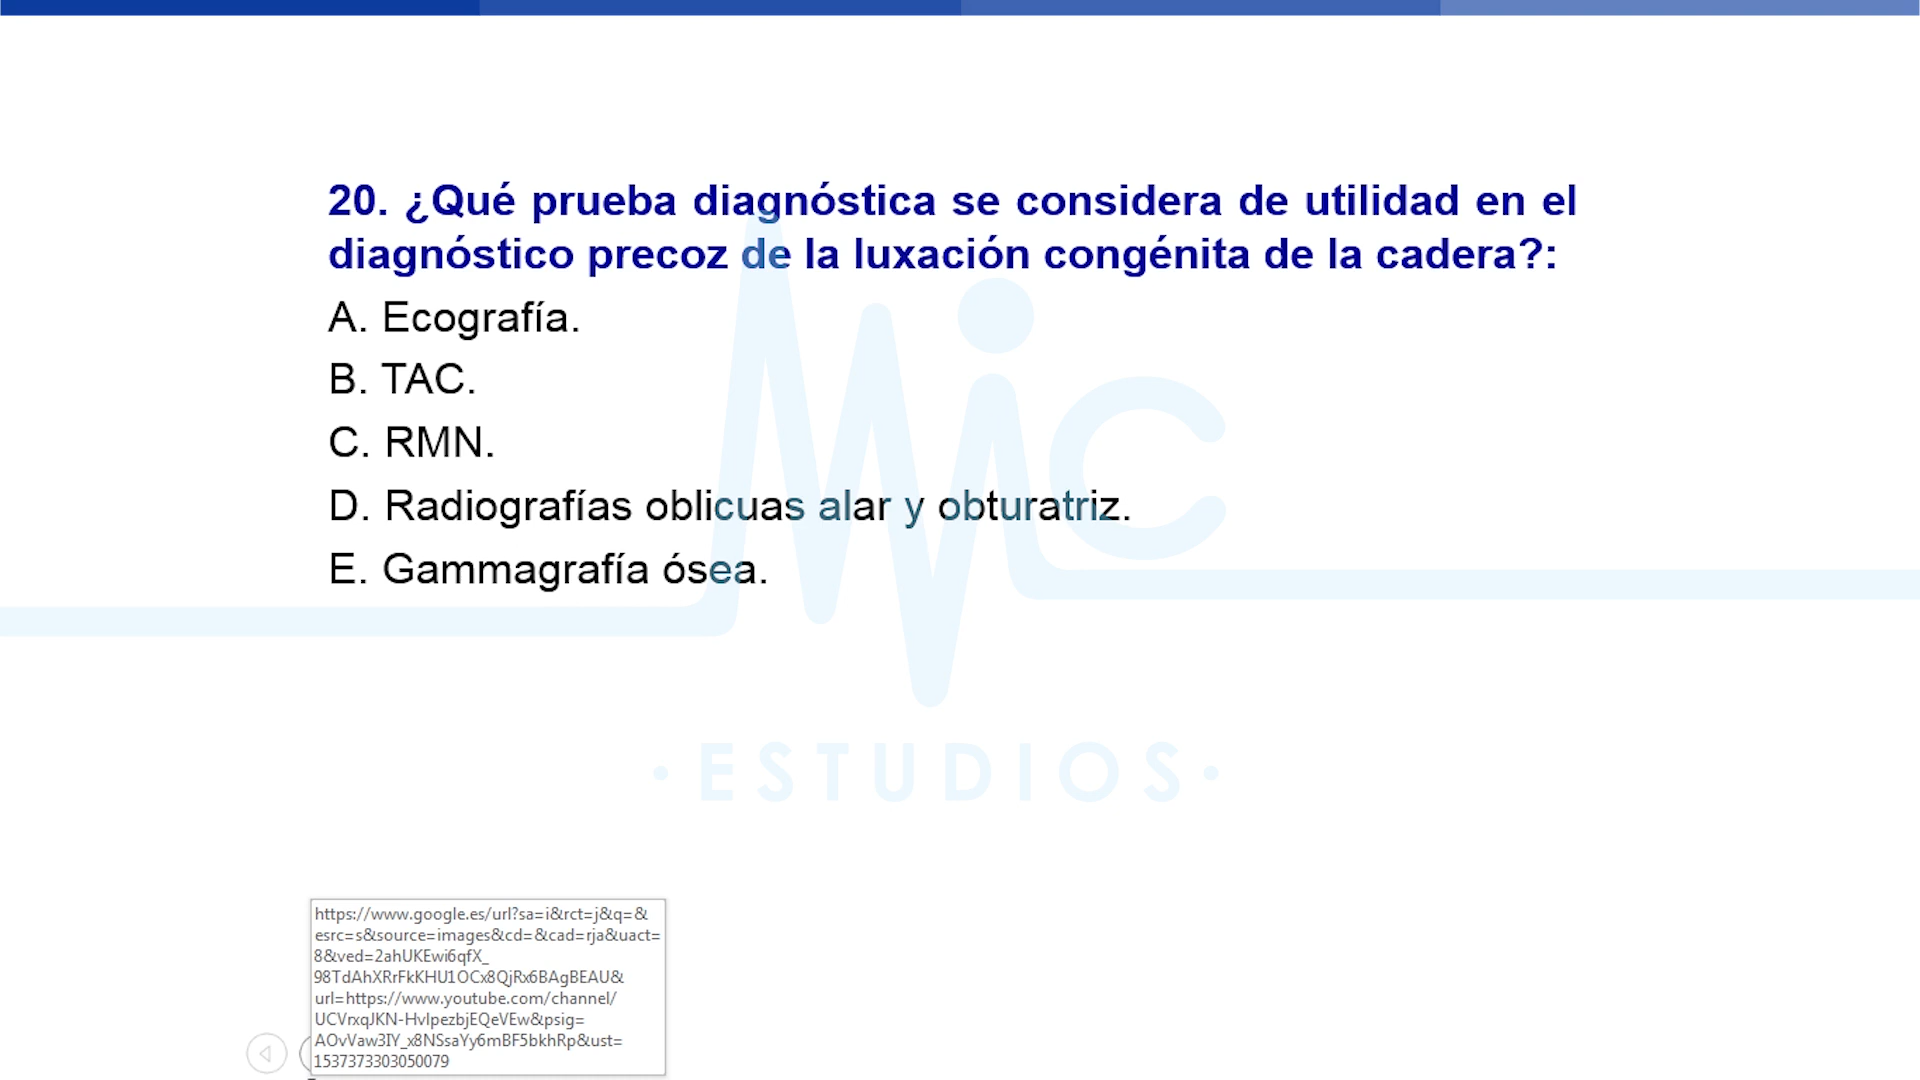 20. ¿Qué prueba diagnóstica se considera de utilidad en el
diagnóstico precoz de la luxación congénita de la cadera?:
A. Ecografía.
B. TAC.
C. RMN.
D. Radiografías oblicuas alar y obturatriz.
E. Gammagrafía ósea.
Mic
· ESTUDIOS ·
https://www.google.es/url?sa=i&rct=j&q=&
esrc=s&source=images&cd=&cad=rja&uact=
8&ved=2ahUKEwi6qfX_
98TdAhXRrFkKHU1OCx8QjRx6BAgBEAU&
url=https://www.youtube.com/channel/
UCVrxqJKN-HvIpezbjEQeVEw&psig=
AOvVaw3IY_x8NSsaYy6mBF5bkhRp&ust=
1537373303050079